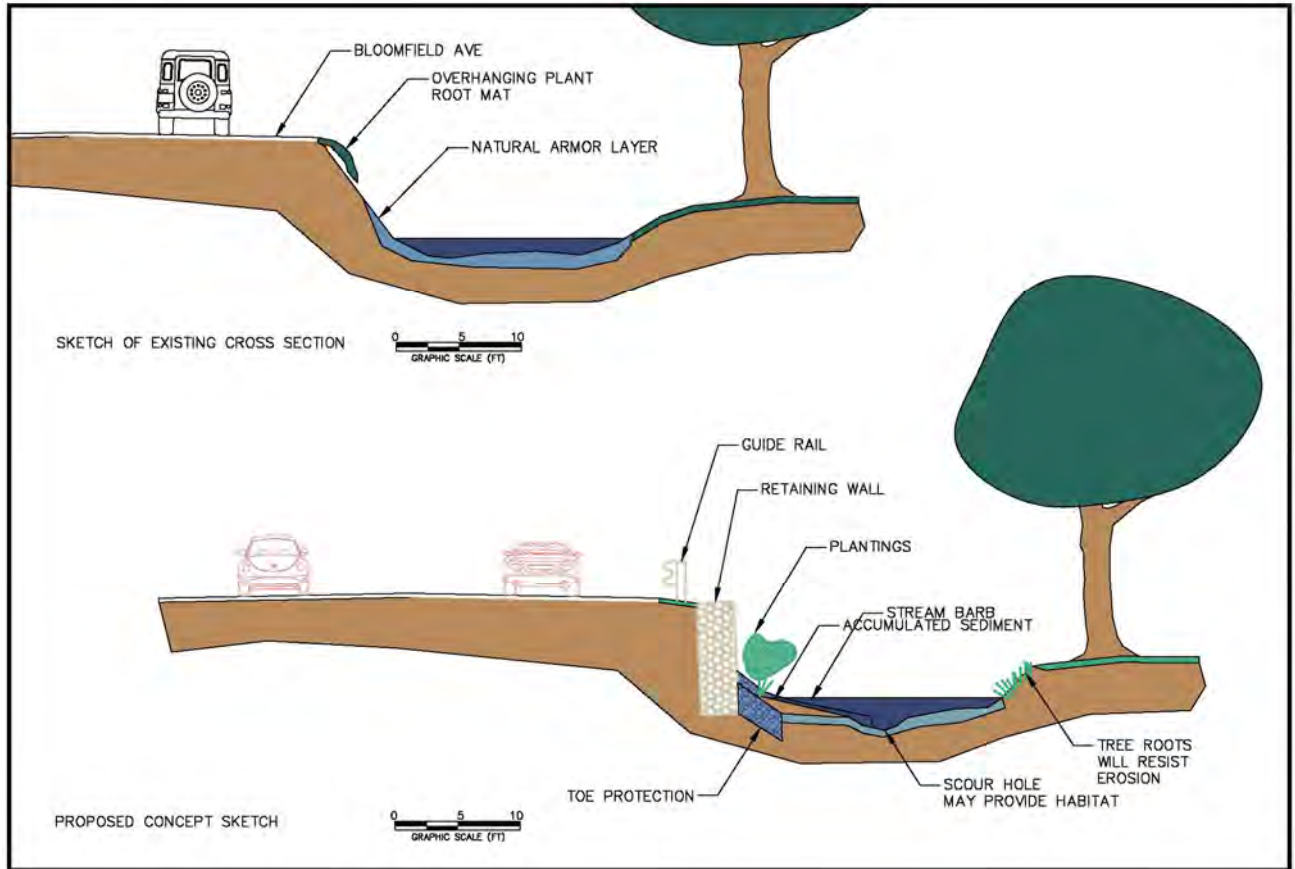 BLOOMFIELD AVE
OVERHANGING PLANT
ROOT MAT
NATURAL ARMOR LAYER
SKETCH OF EXISTING CROSS SECTION
0 5 10
GRAPHIC SCALE (FT)
GUIDE RAIL
RETAINING WALL
PLANTINGS
STREAM BARB
ACCUMULATED SEDIMENT
TREE ROOTS
WILL RESIST
EROSION
TOE PROTECTION
SCOUR HOLE
MAY PROVIDE HABITAT
PROPOSED CONCEPT SKETCH
0 5 10
GRAPHIC SCALE (FT)